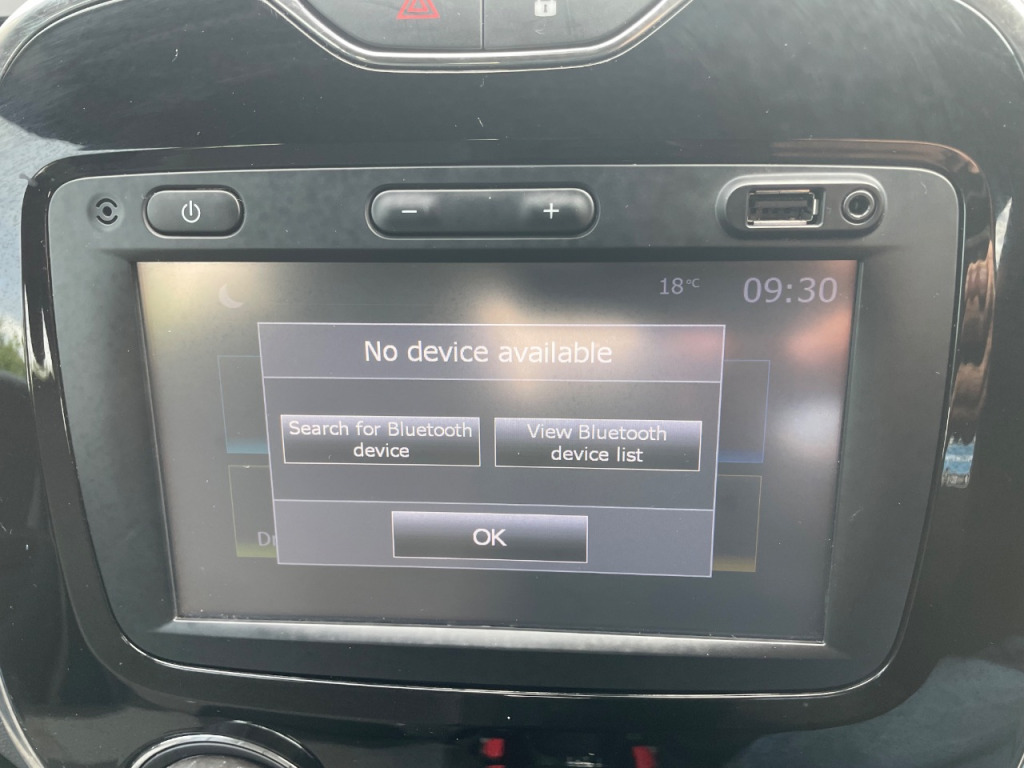 18°C
09:30
No device available
Search for Bluetooth
device
View Bluetooth
device list
OK